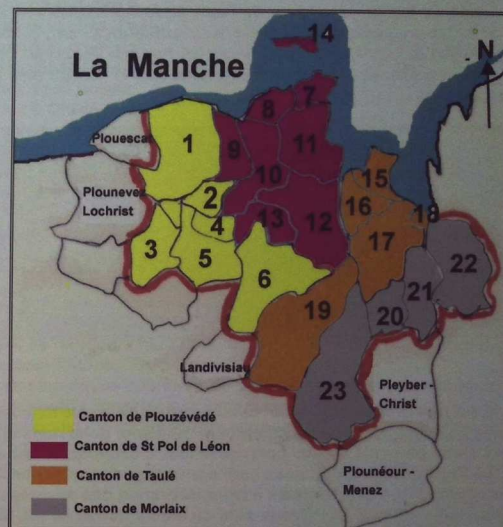 14
La Manche
N
7
8
Plouescat
1
9
11
10
15
2
Plounevez
Lochrist
16
18
4
13
12
3
5
17
22
6
21
19
20
Landivisiau
23
Pleyber -
Christ
Canton de Plouzévédé
Canton de St Pol de Léon
Canton de Taulé
Plounéour -
Menez
Canton de Morlaix